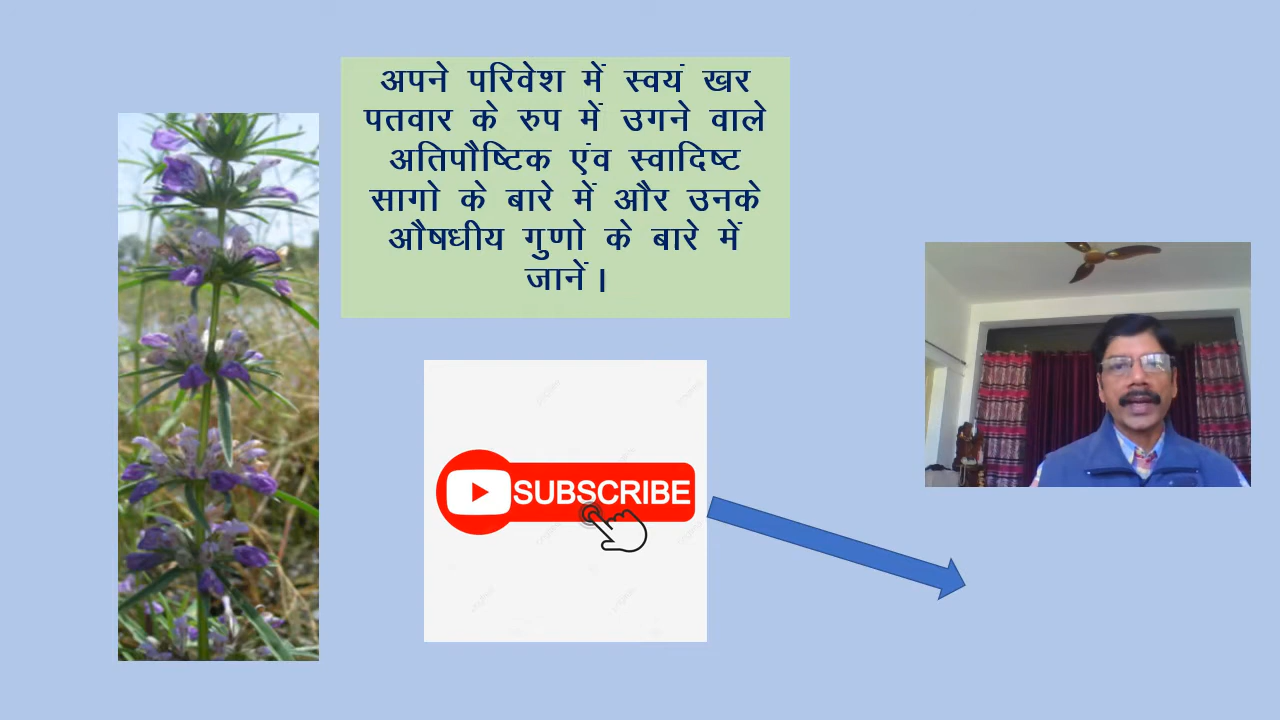 अपने परिवेश में स्वयं खर
पतवार के रुप में उगने वाले
अतिपौष्टिक एंव स्वादिष्ट
सागो के बारे में और उनके
औषधीय गुणो के बारे में
जानें।
SUBSCRIBE